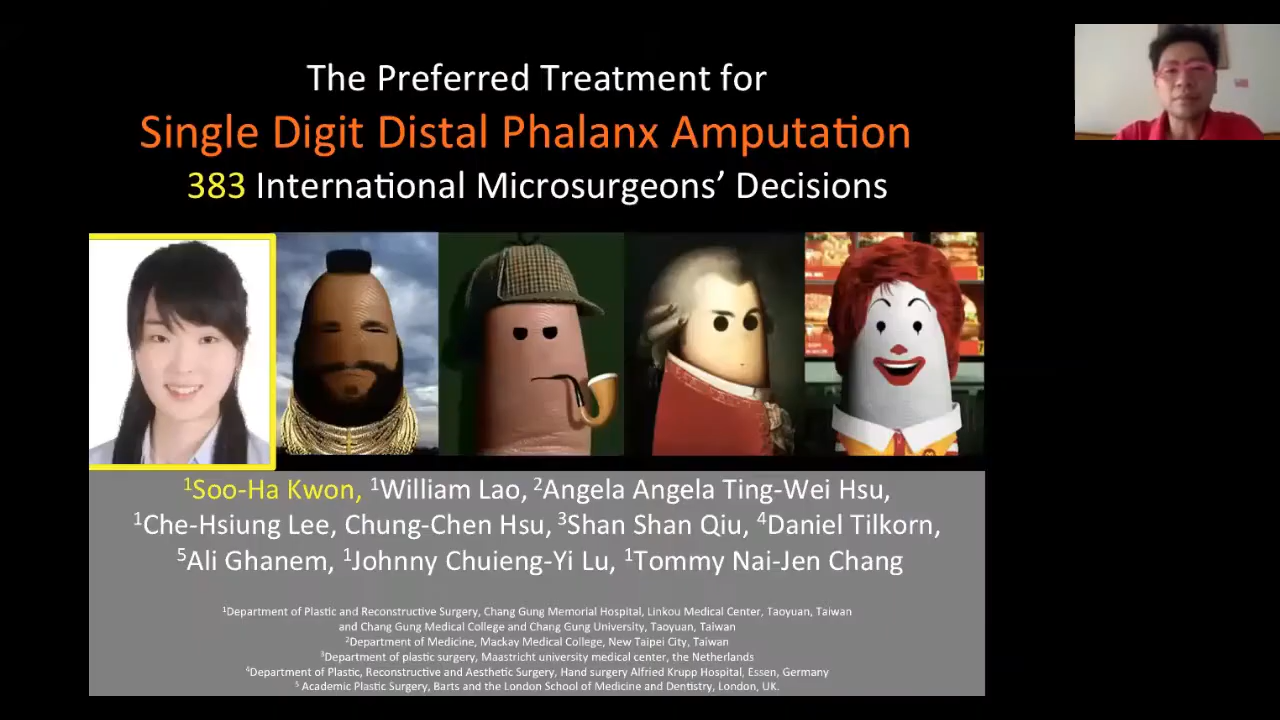 The Preferred Treatment for
Single Digit Distal Phalanx Amputation
383 International Microsurgeons’ Decisions
¹Soo-Ha Kwon, ¹William Lao, ²Angela Angela Ting-Wei Hsu,
¹Che-Hsiung Lee, Chung-Chen Hsu, ³Shan Shan Qiu, ⁴Daniel Tilkorn,
⁵Ali Ghanem, ¹Johnny Chuieng-Yi Lu, ¹Tommy Nai-Jen Chang
¹Department of Plastic and Reconstructive Surgery, Chang Gung Memorial Hospital, Linkou Medical Center, Taoyuan, Taiwan
and Chang Gung Medical College and Chang Gung University, Taoyuan, Taiwan
²Department of Medicine, Mackay Medical College, New Taipei City, Taiwan
³Department of plastic surgery, Maastricht university medical center, the Netherlands
⁴Department of Plastic, Reconstructive and Aesthetic Surgery, Hand surgery Alfried Krupp Hospital, Essen, Germany
⁵ Academic Plastic Surgery, Barts and the London School of Medicine and Dentistry, London, UK.